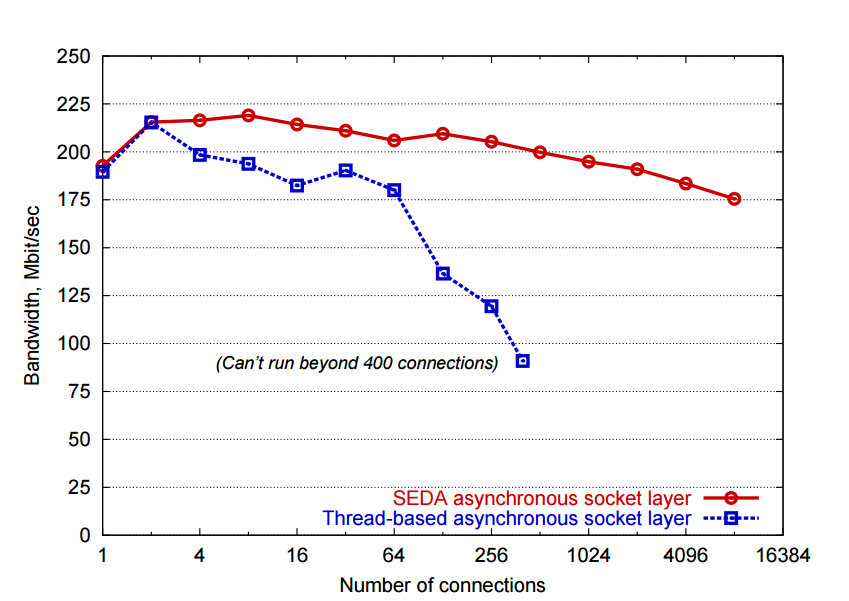 250
225
200
175
150
125
100
75
50
25
0
Bandwidth, Mbit/sec
(Can't run beyond 400 connections)
SEDA asynchronous socket layer
Thread-based asynchronous socket layer
1 4 16 64 256 1024 4096 16384
Number of connections